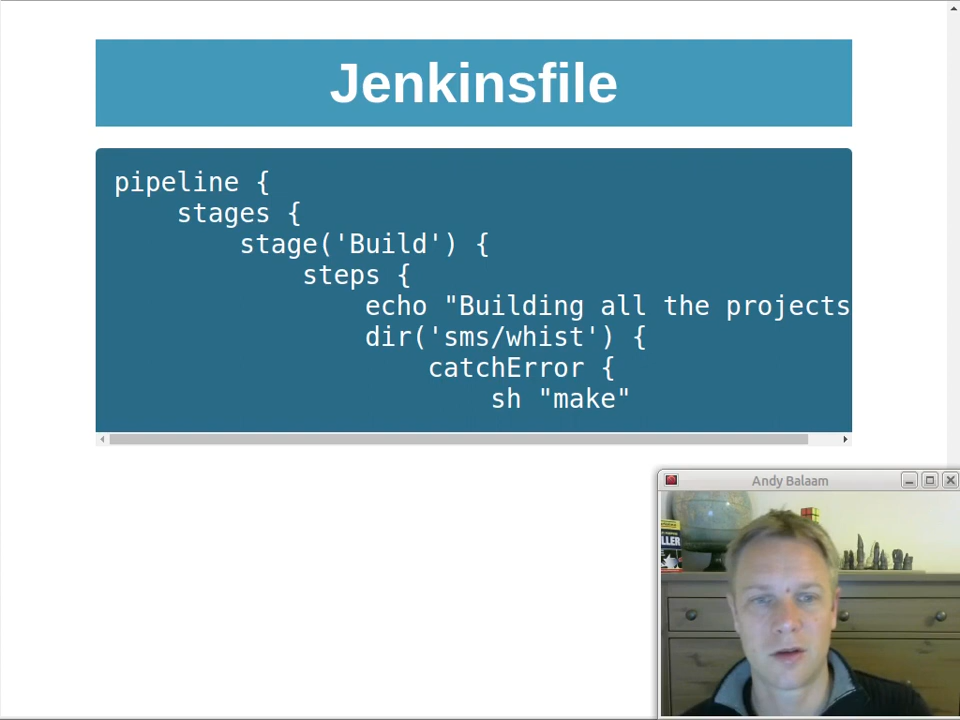 Jenkinsfile
pipeline {
    stages {
        stage('Build') {
            steps {
                echo "Building all the projects
                dir('sms/whist') {
                    catchError {
                        sh "make"
Andy Balaam
LLER